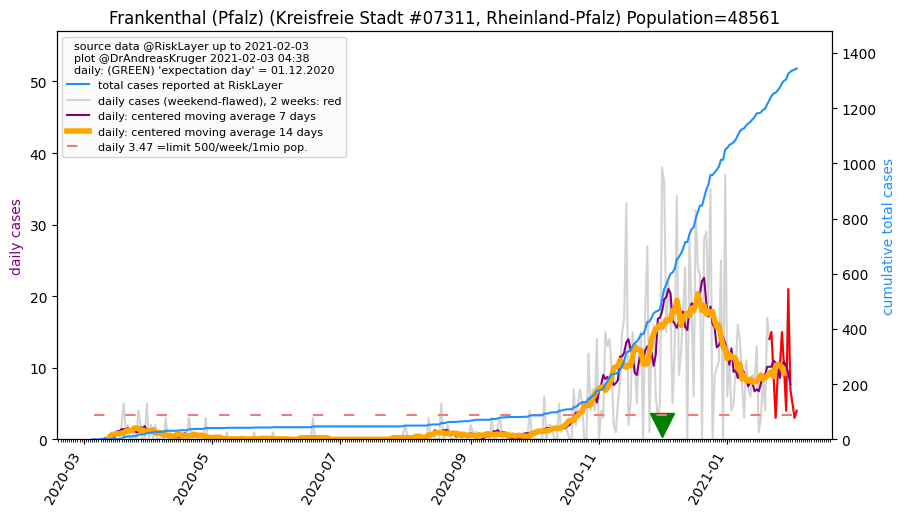 Frankenthal (Pfalz) (Kreisfreie Stadt #07311, Rheinland-Pfalz) Population=48561
source data @RiskLayer up to 2021-02-03
plot @DrAndreasKruger 2021-02-03 04:38
daily: (GREEN) 'expectation day' = 01.12.2020
total cases reported at RiskLayer
daily cases (weekend-flawed), 2 weeks: red
daily: centered moving average 7 days
daily: centered moving average 14 days
daily 3.47 =limit 500/week/1mio pop.
daily cases
50
40
30
20
10
0
cumulative total cases
1400
1200
1000
800
600
400
200
0
2020-03
2020-05
2020-07
2020-09
2020-11
2021-01